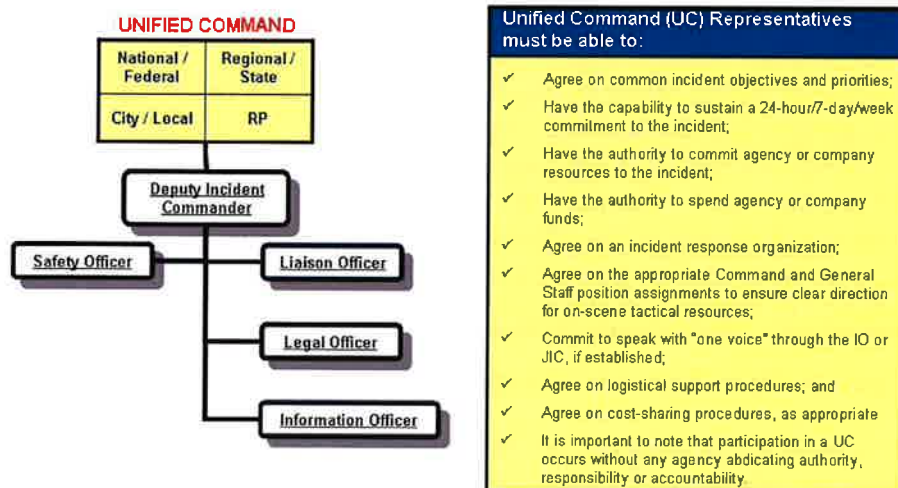 UNIFIED COMMAND
National / Federal
Regional / State
City / Local
RP
Deputy Incident
Commander
Safety Officer
Liaison Officer
Legal Officer
Information Officer
Unified Command (UC) Representatives
must be able to:
✓ Agree on common incident objectives and priorities;
✓ Have the capability to sustain a 24-hour/7-day/week
commitment to the incident;
✓ Have the authority to commit agency or company
resources to the incident;
✓ Have the authority to spend agency or company
funds;
✓ Agree on an incident response organization;
✓ Agree on the appropriate Command and General
Staff position assignments to ensure clear direction
for on-scene tactical resources;
✓ Commit to speak with "one voice" through the IO or
JIC, if established;
✓ Agree on logistical support procedures; and
✓ Agree on cost-sharing procedures, as appropriate
✓ It is important to note that participation in a UC
occurs without any agency abdicating authority,
responsibility or accountability.